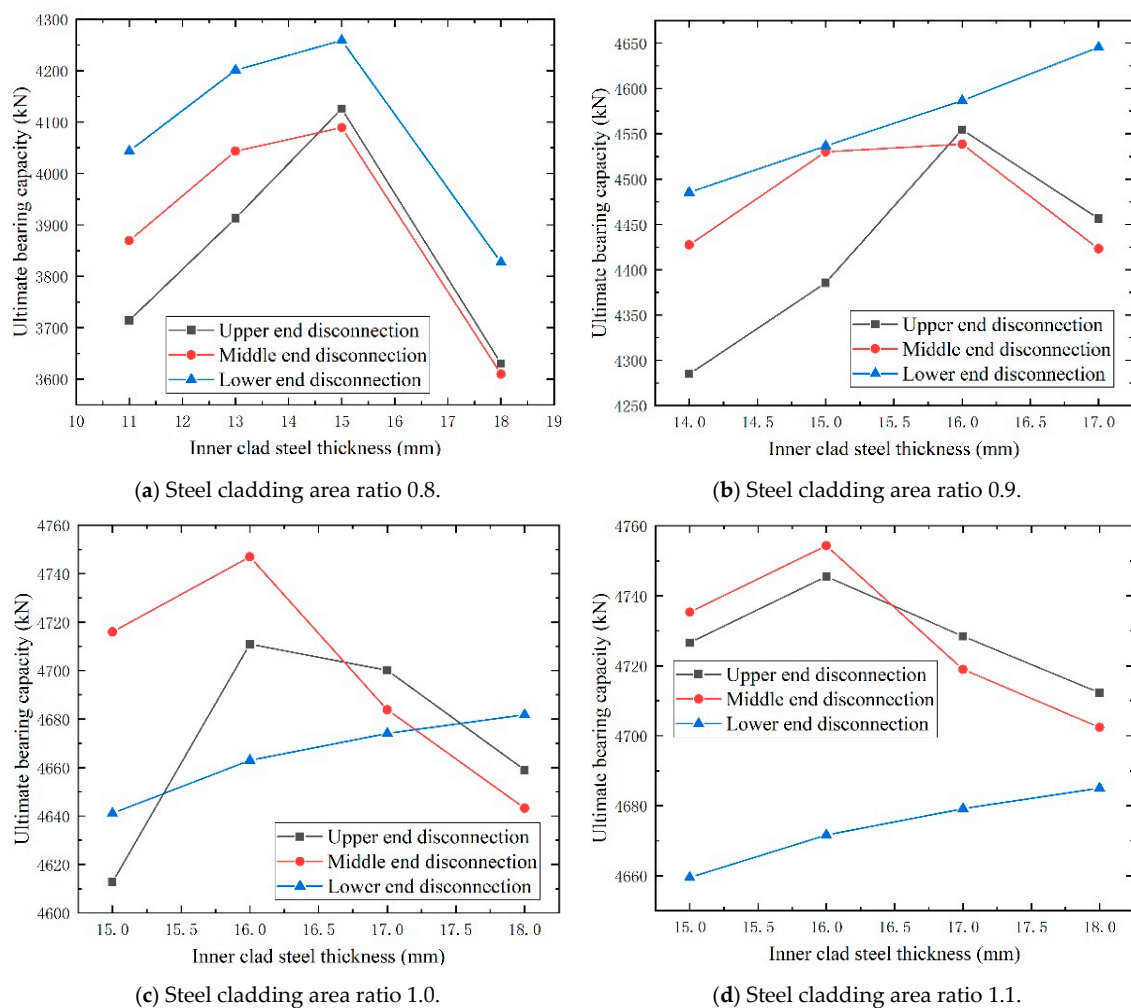 4300
4200
4100
4000
3900
3800
3700
3600
Ultimate bearing capacity (kN)
Upper end disconnection
Middle end disconnection
Lower end disconnection
10 11 12 13 14 15 16 17 18 19
Inner clad steel thickness (mm)
(a) Steel cladding area ratio 0.8.
4650
4600
4550
4500
4450
4400
4350
4300
4250
Ultimate bearing capacity (kN)
Upper end disconnection
Middle end disconnection
Lower end disconnection
14. 0 14. 5 15. 0 15. 5 16. 0 16. 5 17. 0
Inner clad steel thickness (mm)
(b) Steel cladding area ratio 0.9.
4760
4740
4720
4700
4680
4660
4640
4620
4600
Ultimate bearing capacity (kN)
Upper end disconnection
Middle end disconnection
Lower end disconnection
15. 0 15. 5 16. 0 16. 5 17. 0 17. 5 18. 0
Inner clad steel thickness (mm)
(c) Steel cladding area ratio 1.0.
4760
4740
4720
4700
4680
4660
Ultimate bearing capacity (kN)
Upper end disconnection
Middle end disconnection
Lower end disconnection
15. 0 15. 5 16. 0 16. 5 17. 0 17. 5 18. 0
Inner clad steel thickness (mm)
(d) Steel cladding area ratio 1.1.